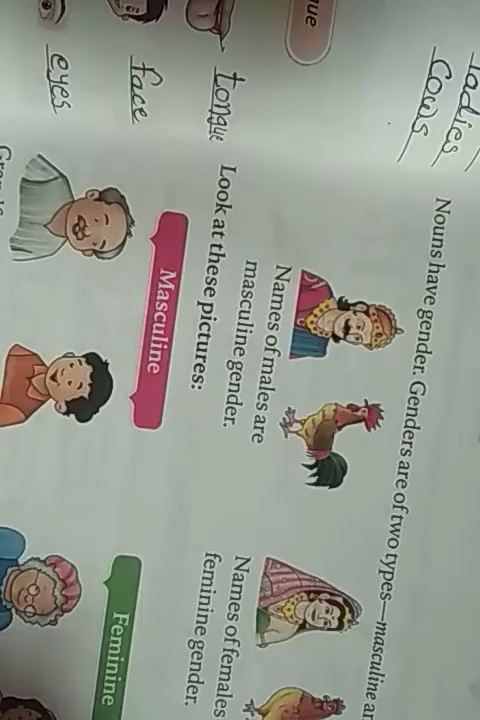 ladies
cows
Nouns have gender. Genders are of two types—masculine
Names of males are
masculine gender.
Names of females
feminine gender.
tongue
face
eyes
Look at these pictures:
Masculine
Feminine